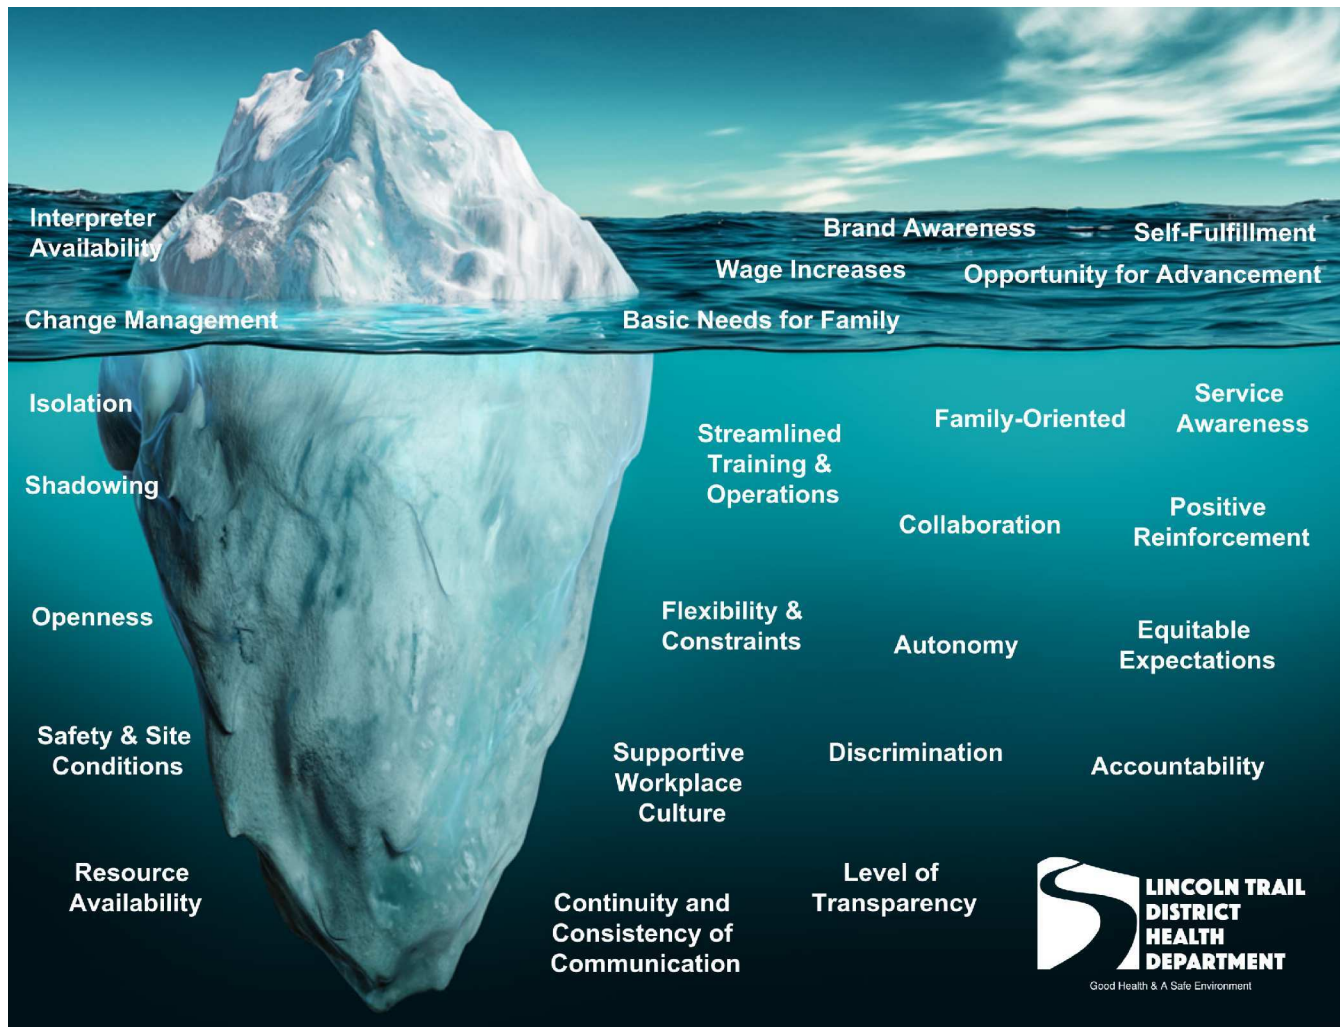 Interpreter
Availability
Brand Awareness
Self-Fulfillment
Wage Increases
Opportunity for Advancement
Change Management
Basic Needs for Family
Isolation
Shadowing
Openness
Safety & Site
Conditions
Resource
Availability
Streamlined
Training &
Operations
Family-Oriented
Service
Awareness
Collaboration
Positive
Reinforcement
Flexibility &
Constraints
Autonomy
Equitable
Expectations
Supportive
Workplace
Culture
Discrimination
Accountability
Continuity and
Consistency of
Communication
Level of
Transparency
LINCOLN TRAIL
DISTRICT
HEALTH
DEPARTMENT
Good Health & A Safe Environment